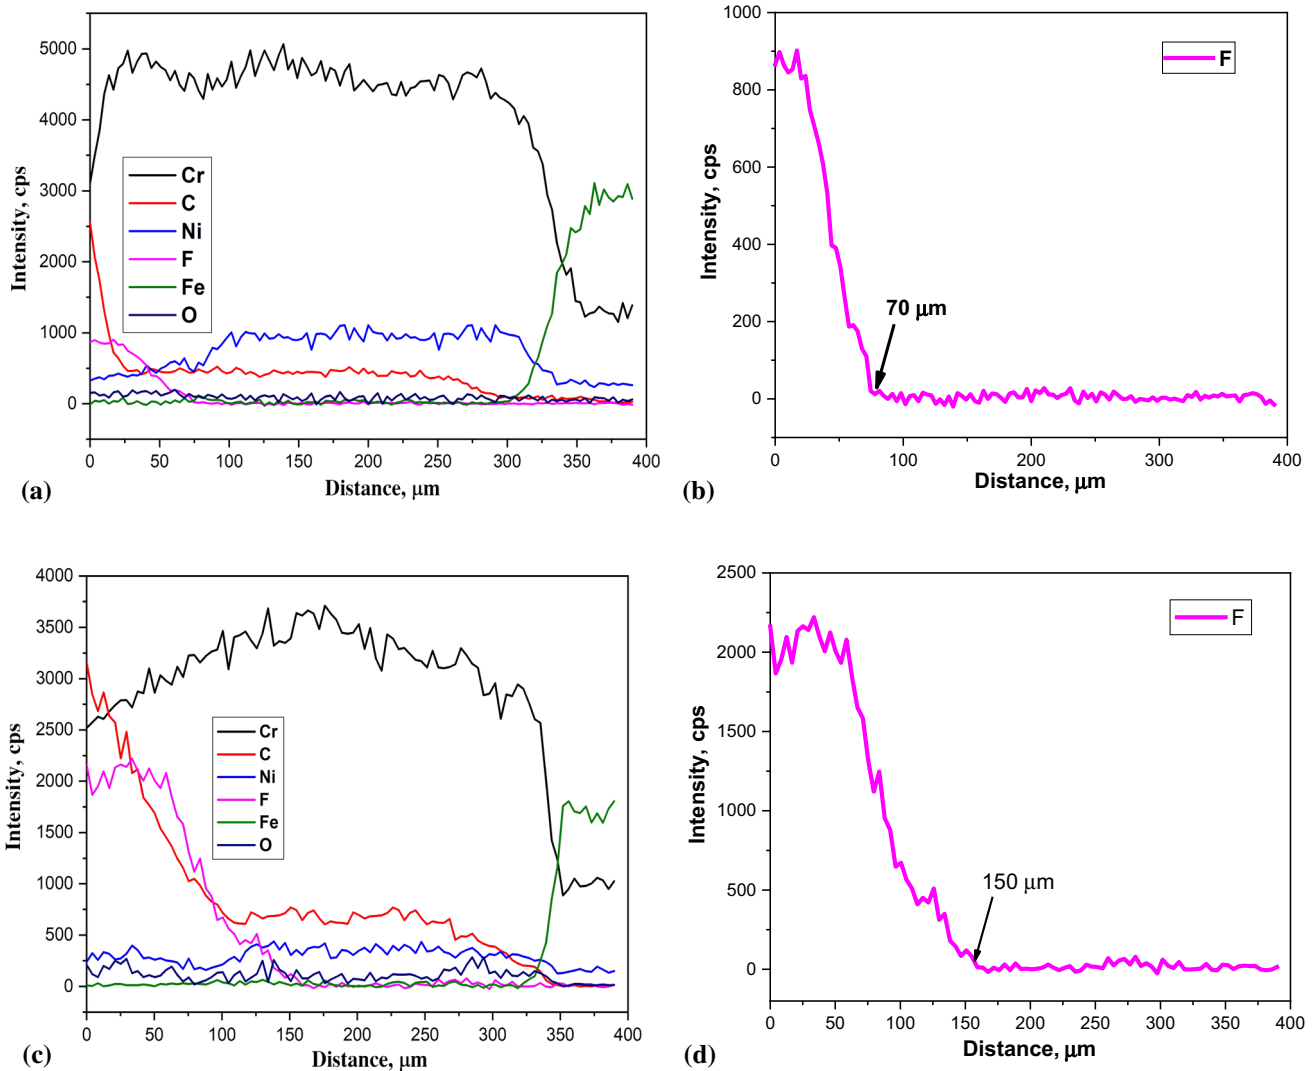 5000
4000
3000
2000
1000
0
Intensity, cps
Cr
C
Ni
F
Fe
O
0 50 100 150 200 250 300 350 400
Distance, μm
(a)
1000
800
600
400
200
0
Intensity, cps
F
70 μm
0 100 200 300 400
Distance, μm
(b)
4000
3500
3000
2500
2000
1500
1000
500
0
Intensity, cps
Cr
C
Ni
F
Fe
O
0 50 100 150 200 250 300 350 400
Distance, μm
(c)
2500
2000
1500
1000
500
0
Intensity, cps
F
150 μm
0 50 100 150 200 250 300 350 400
Distance, μm
(d)